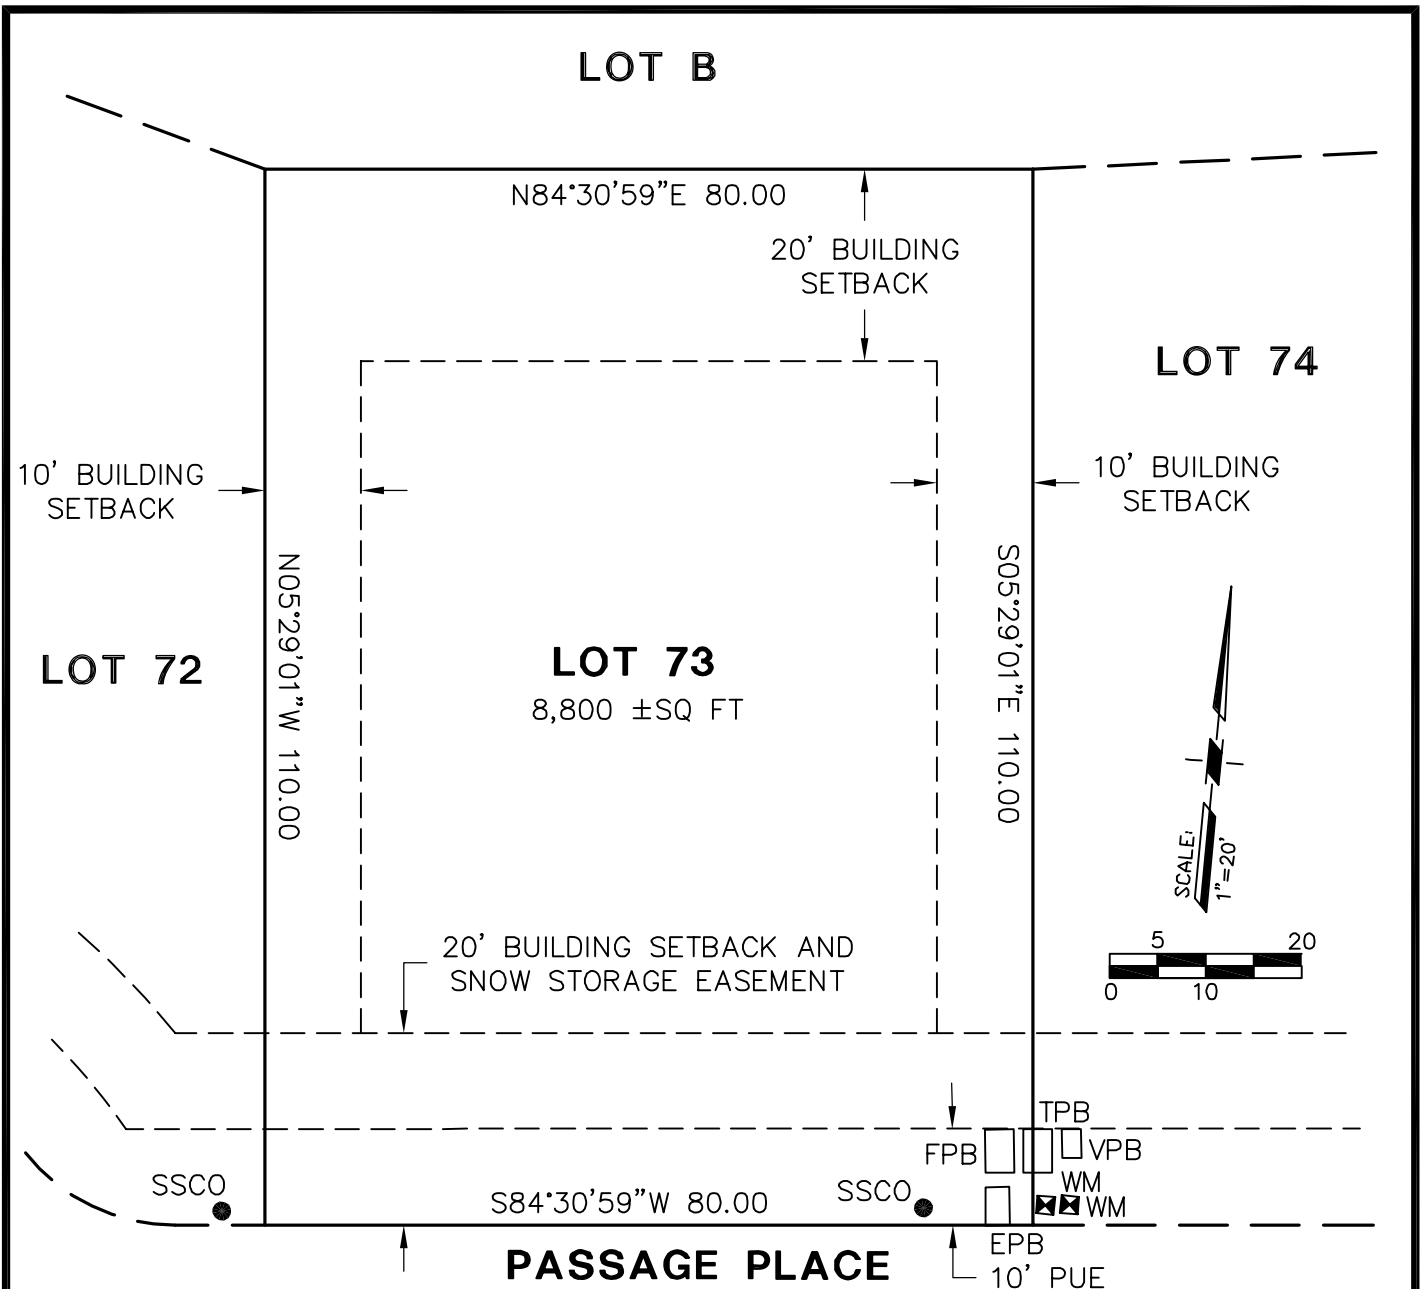 LOT B
N84°30'59"E 80.00
20' BUILDING
SETBACK
LOT 74
10' BUILDING
SETBACK
10' BUILDING
SETBACK
N05°29'01"W 110.00
S05°29'01"E 110.00
LOT 72
LOT 73
8,800 ±SQ FT
SCALE:
1"=20'
20' BUILDING SETBACK AND
SNOW STORAGE EASEMENT
5 20
0 10
TPB
FPB
VPB
WM
WM
SSCO
SSCO
S84°30'59"W 80.00
EPB
PASSAGE PLACE
10' PUE